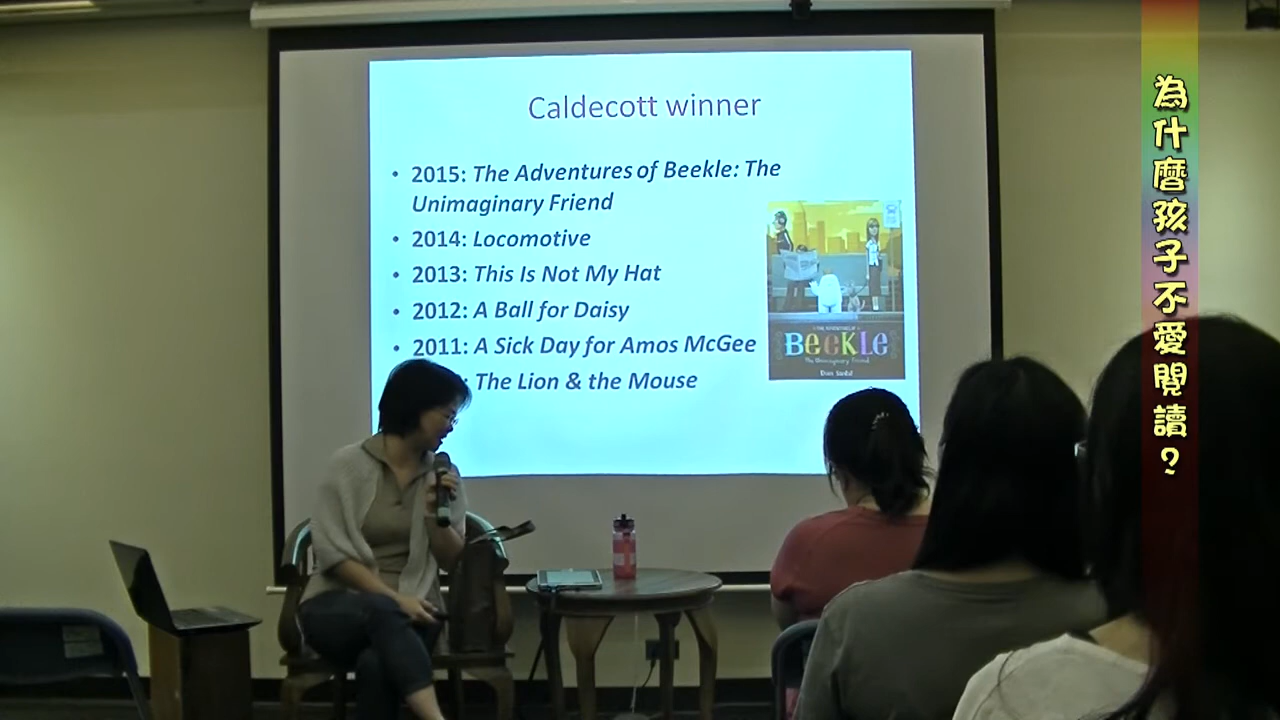 Caldecott winner
• 2015: The Adventures of Beekle: The
Unimaginary Friend
• 2014: Locomotive
• 2013: This Is Not My Hat
• 2012: A Ball for Daisy
• 2011: A Sick Day for Amos McGee
: The Lion & the Mouse
BEEKLE
The Unimaginary Friend
Dan Santat
為什麼孩子不愛閱讀？